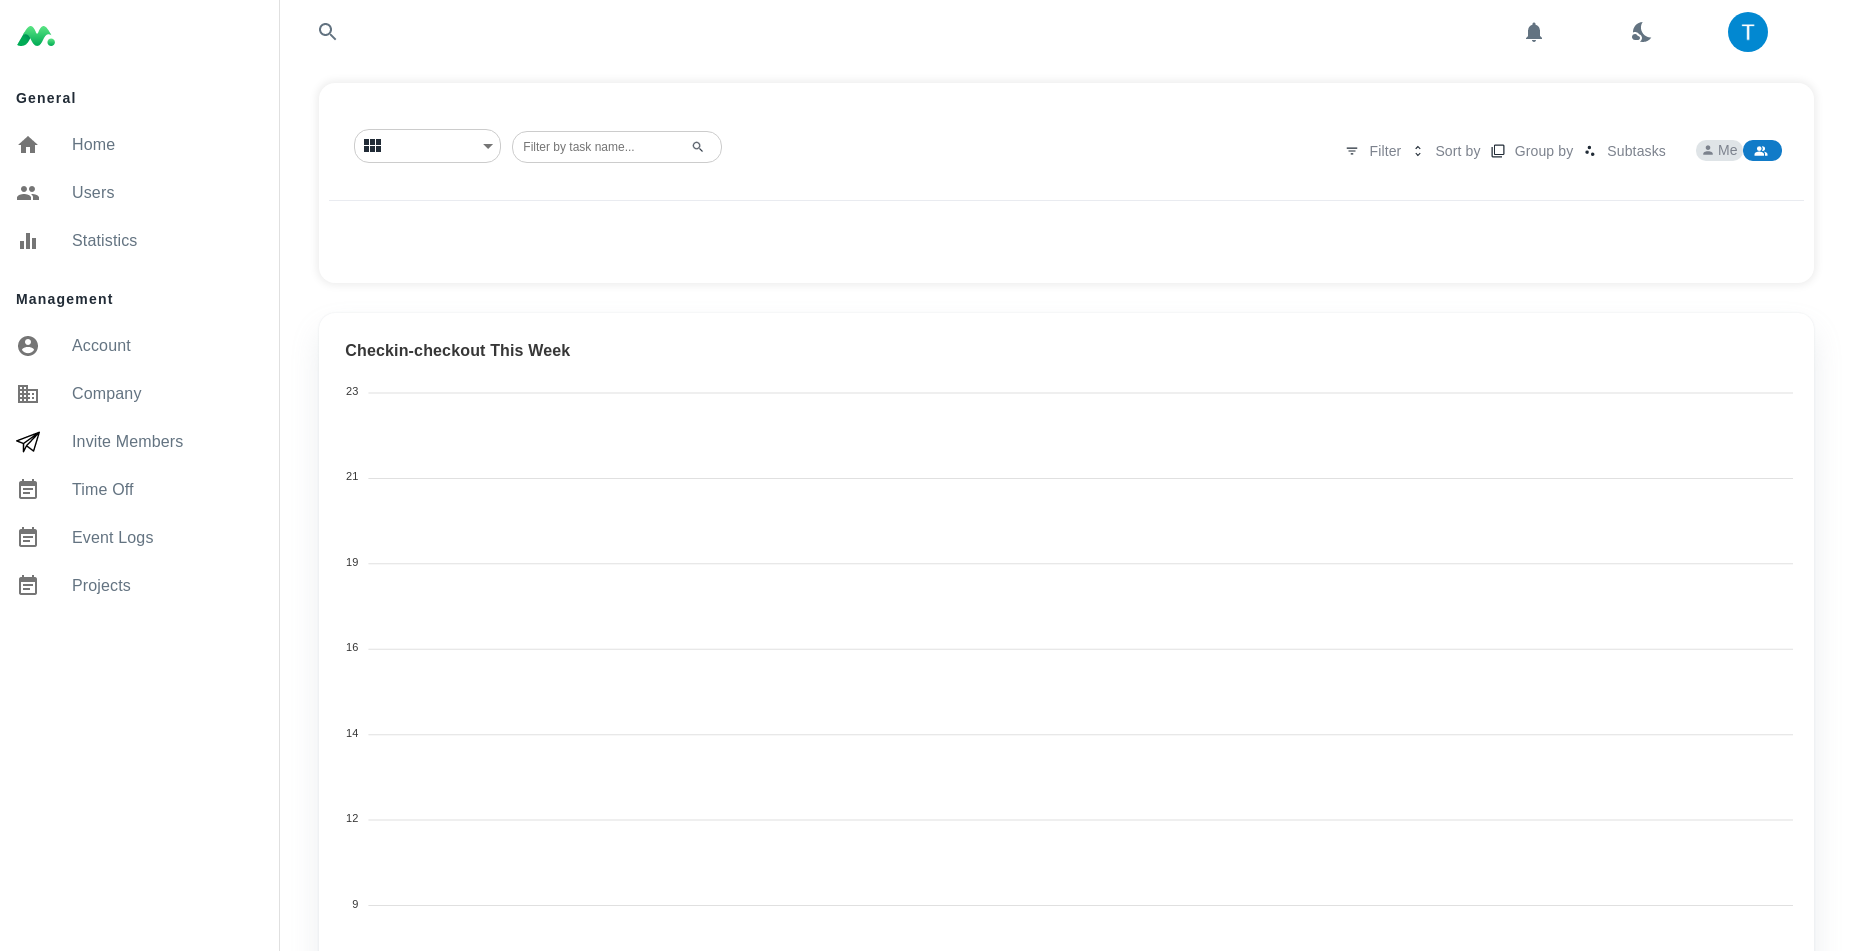 T
General
Home
Users
Statistics
Management
Account
Company
Invite Members
Time Off
Event Logs
Projects
Filter by task name...
Filter
Sort by
Group by
Subtasks
Me
Checkin-checkout This Week
23
21
19
16
14
12
9